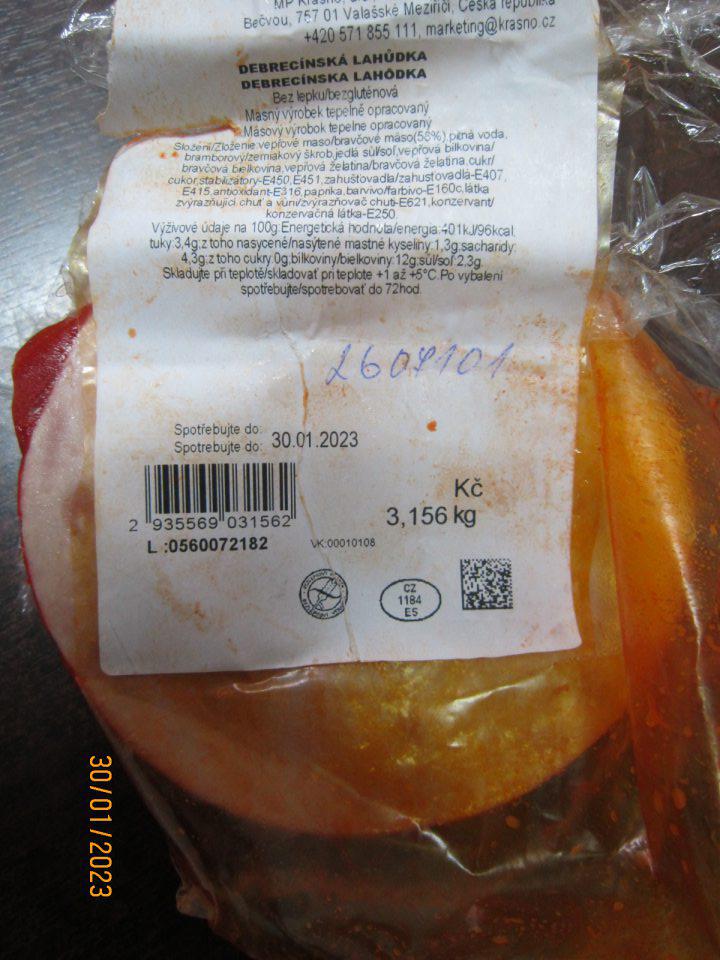 MP Krásno,
Bečvou, 757 01 Valašské Meziříčí, Česká republika
+420 571 855 111, marketing@krasno.cz
DEBRECÍNSKÁ LAHŮDKA
DEBRECÍNSKA LAHÔDKA
Bez lepku/bezgluténová
Masný výrobek tepelně opracovaný
Mäsový výrobok tepelne opracovaný
Složení/Zloženie:vepřové maso/bravčové mäso(58%),pitná voda,
bramborový/zemiakový škrob,jedlá sůl/soľ,vepřová bílkovina/
bravčová bielkovina,vepřová želatina/bravčová želatina,cukr/
cukor,stabilizátory-E450,E451,zahušťovadla/zahusťovadlá-E407,
E415,antioxidant-E316,paprika,barvivo/farbivo-E160c,látka
zvýrazňující chuť a vůni/zvýrazňovač chuti-E621,konzervant/
konzervačná látka-E250.
Výživové údaje na 100g:Energetická hodnota/energia:401kJ/96kcal;
tuky:3,4g;z toho nasycené/nasýtené mastné kyseliny:1,3g;sacharidy:
4,3g;z toho cukry:0g;bílkoviny/bielkoviny:12g;sůl/soľ:2,3g.
Skladujte při teplotě/skladovať pri teplote +1 až +5°C.Po vybalení
spotřebujte/spotrebovať do 72hod.
2607101
Spotřebujte do:
Spotrebujte do: 30.01.2023
Kč
3,156 kg
2 935569 031562
L :0560072182
VK:00010108
CZ
1184
ES
30/01/2023